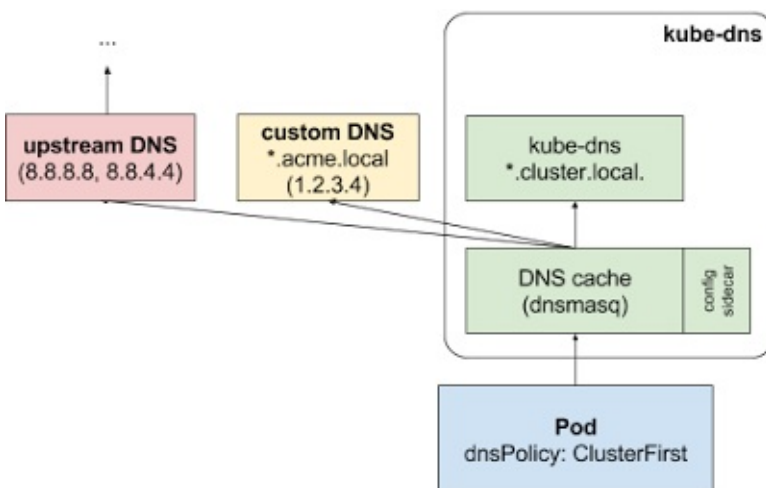 kube-dns
...
upstream DNS
(8.8.8.8, 8.8.4.4)
custom DNS
*.acme.local
(1.2.3.4)
kube-dns
*.cluster.local.
DNS cache
(dnsmasq)
config
sidecar
Pod
dnsPolicy: ClusterFirst